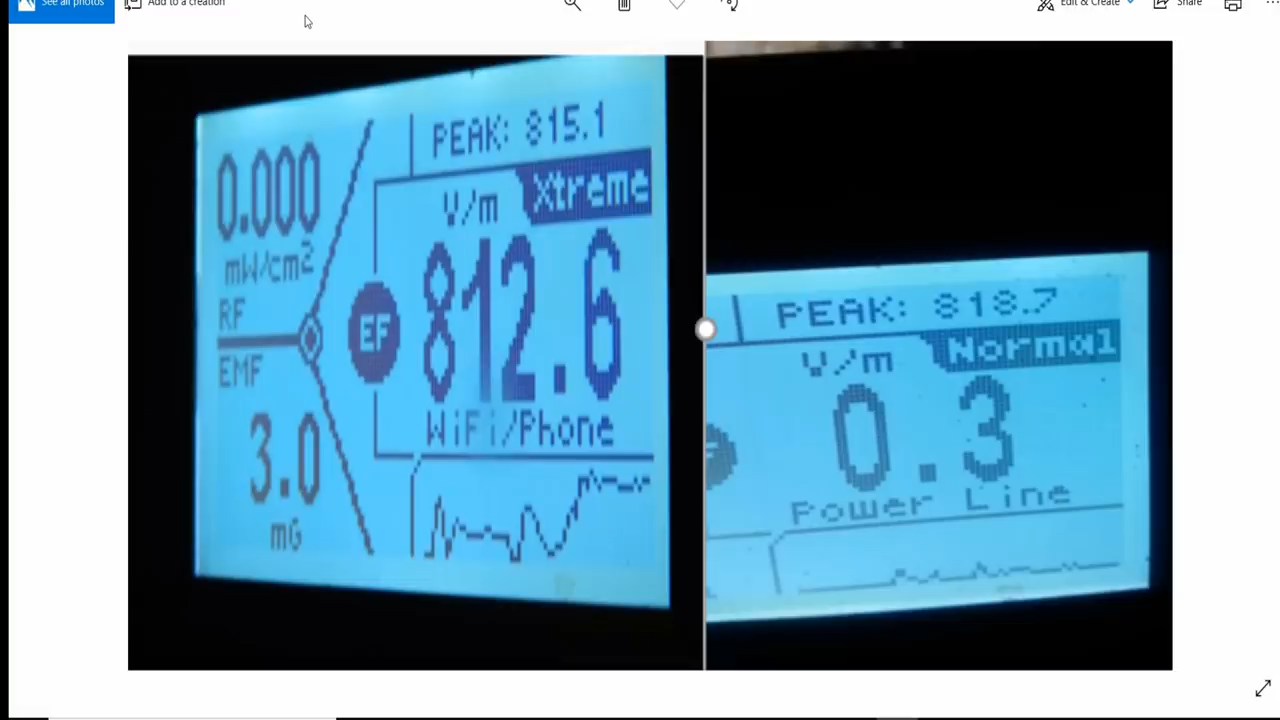 See all photos
Add to a creation
Edit & Create
Share
PEAK: 815.1
0.000
mW/cm2
RF
EMF
3.0
mG
V/m
Xtreme
EF
812.6
WiFi/Phone
PEAK: 818.7
V/m
Normal
0.3
Power Line